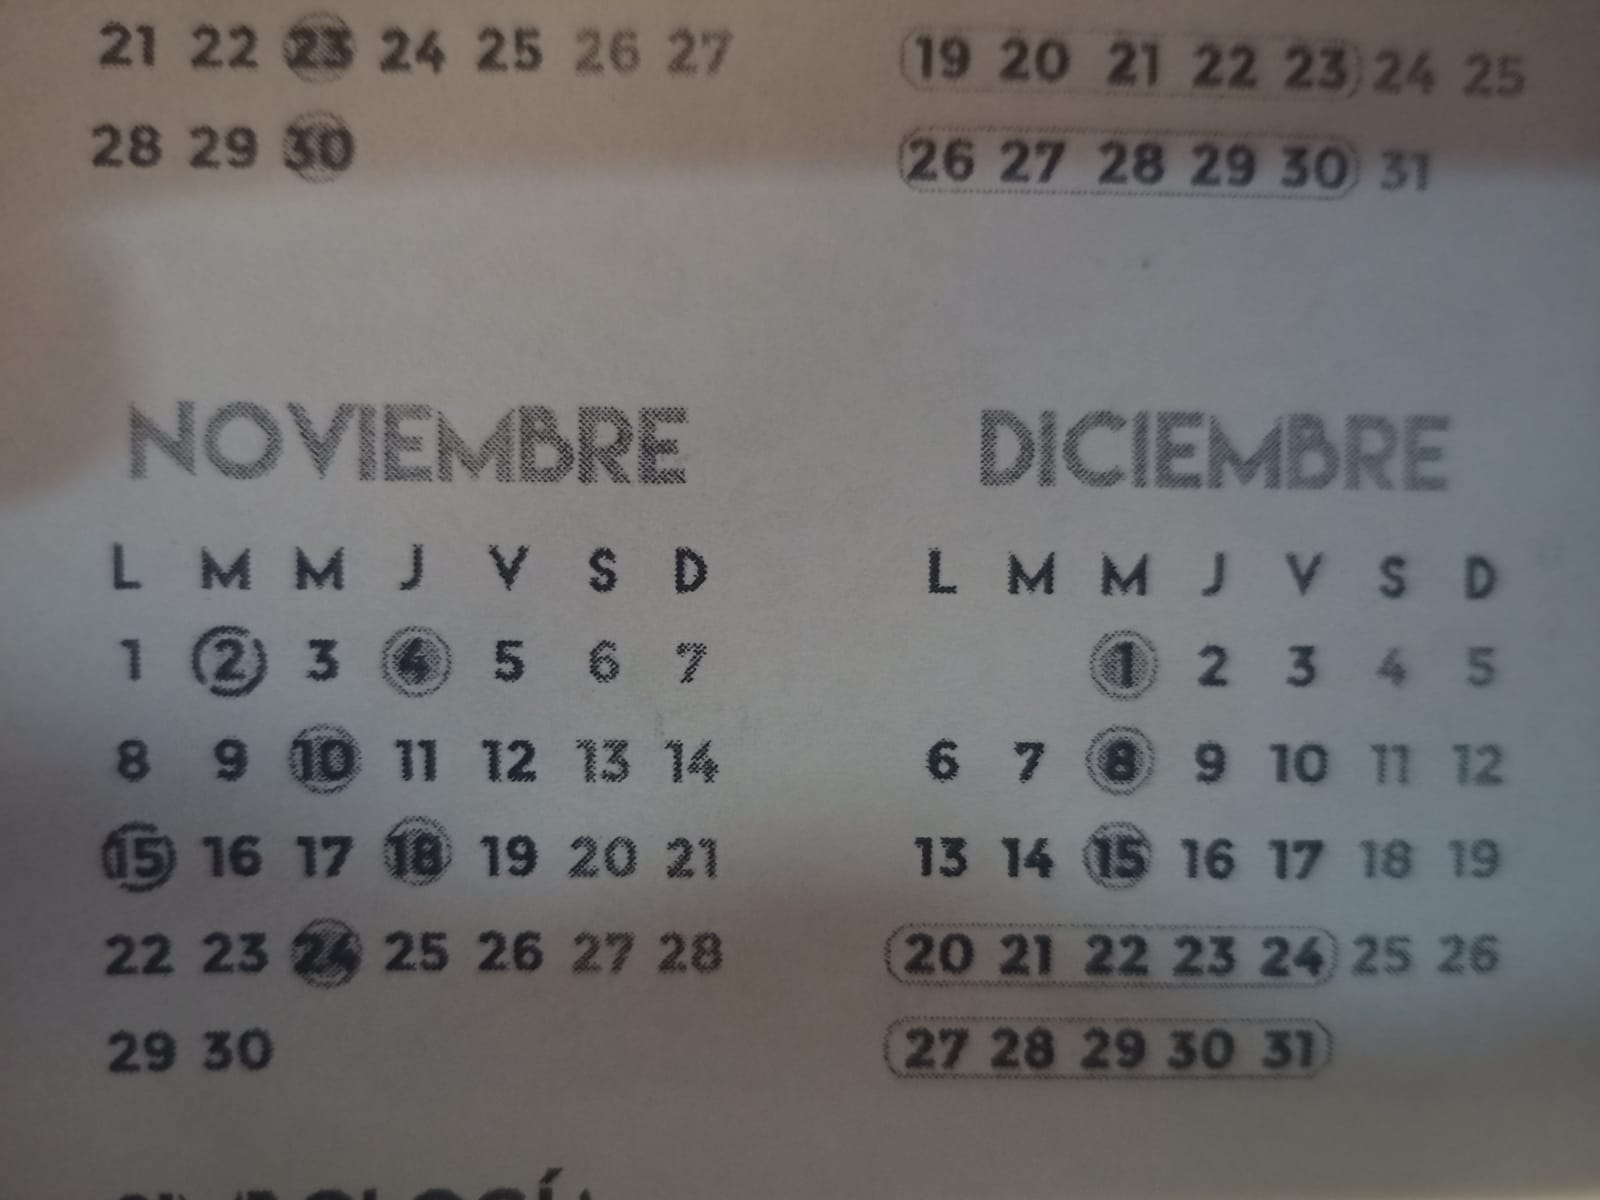 21 22 23 24 25 26 27
28 29 30
19 20 21 22 23 24 25
26 27 28 29 30 31
NOVIEMBRE
L M M J V S D
1 2 3 4 5 6 7
8 9 10 11 12 13 14
15 16 17 18 19 20 21
22 23 24 25 26 27 28
29 30
DICIEMBRE
L M M J V S D
1 2 3 4 5
6 7 8 9 10 11 12
13 14 15 16 17 18 19
20 21 22 23 24 25 26
27 28 29 30 31